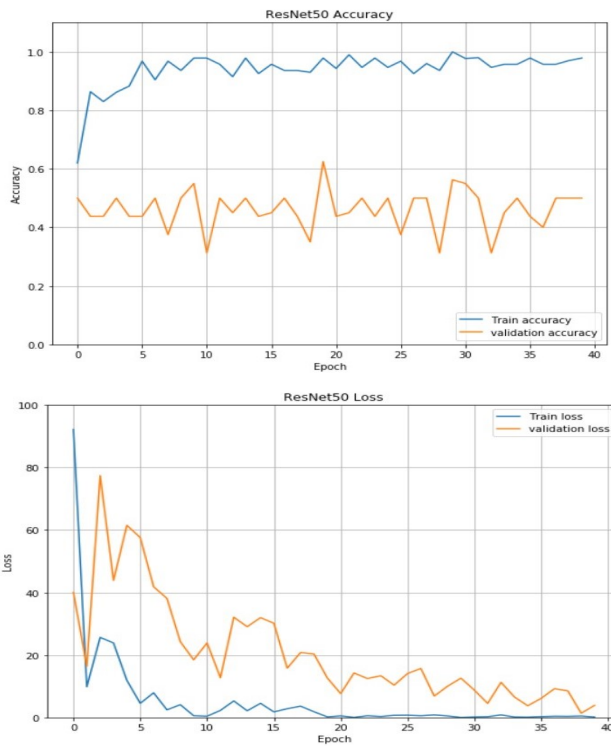 ResNet50 Accuracy
1.0
0.8
0.6
0.4
0.2
0.0
Accuracy
0 5 10 15 20 25 30 35 40
Epoch
Train accuracy
validation accuracy
ResNet50 Loss
100
80
60
40
20
0
Loss
0 5 10 15 20 25 30 35 40
Epoch
Train loss
validation loss